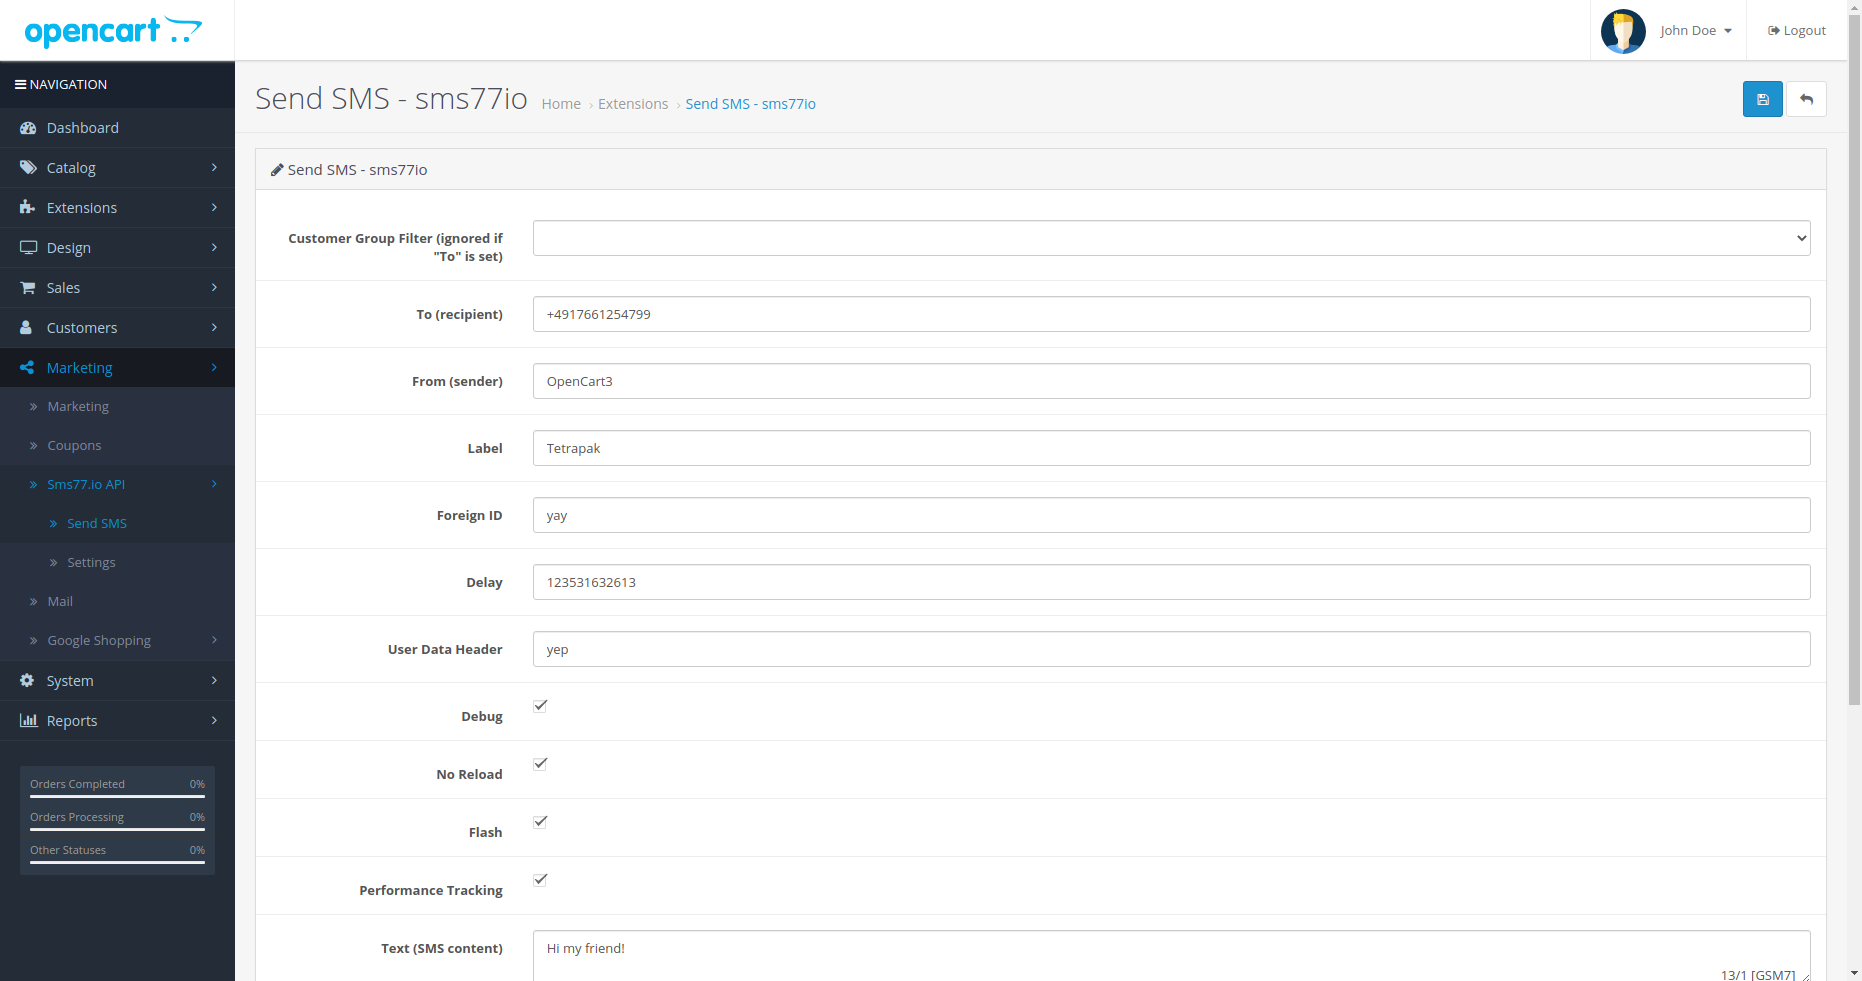 opencart
John Doe
Logout
NAVIGATION
Dashboard
Catalog
Extensions
Design
Sales
Customers
Marketing
Marketing
Coupons
Sms77.io API
Send SMS
Settings
Mail
Google Shopping
System
Reports
Orders Completed 0%
Orders Processing 0%
Other Statuses 0%
Send SMS - sms77io
Home › Extensions › Send SMS - sms77io
Send SMS - sms77io
Customer Group Filter (ignored if
"To" is set)
To (recipient) +4917661254799
From (sender) OpenCart3
Label Tetrapak
Foreign ID yay
Delay 123531632613
User Data Header yep
Debug
No Reload
Flash
Performance Tracking
Text (SMS content) Hi my friend!
13/1 [GSM7]